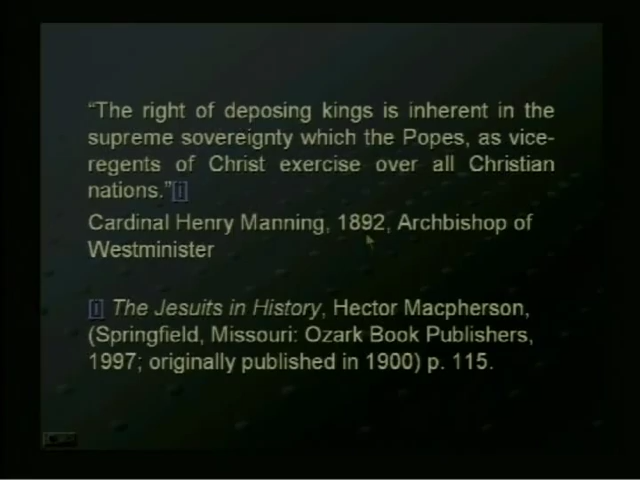 “The right of deposing kings is inherent in the
supreme sovereignty which the Popes, as vice-
regents of Christ exercise over all Christian
nations.”[i]
Cardinal Henry Manning, 1892, Archbishop of
Westminister
[i] The Jesuits in History, Hector Macpherson,
(Springfield, Missouri: Ozark Book Publishers,
1997; originally published in 1900) p. 115.